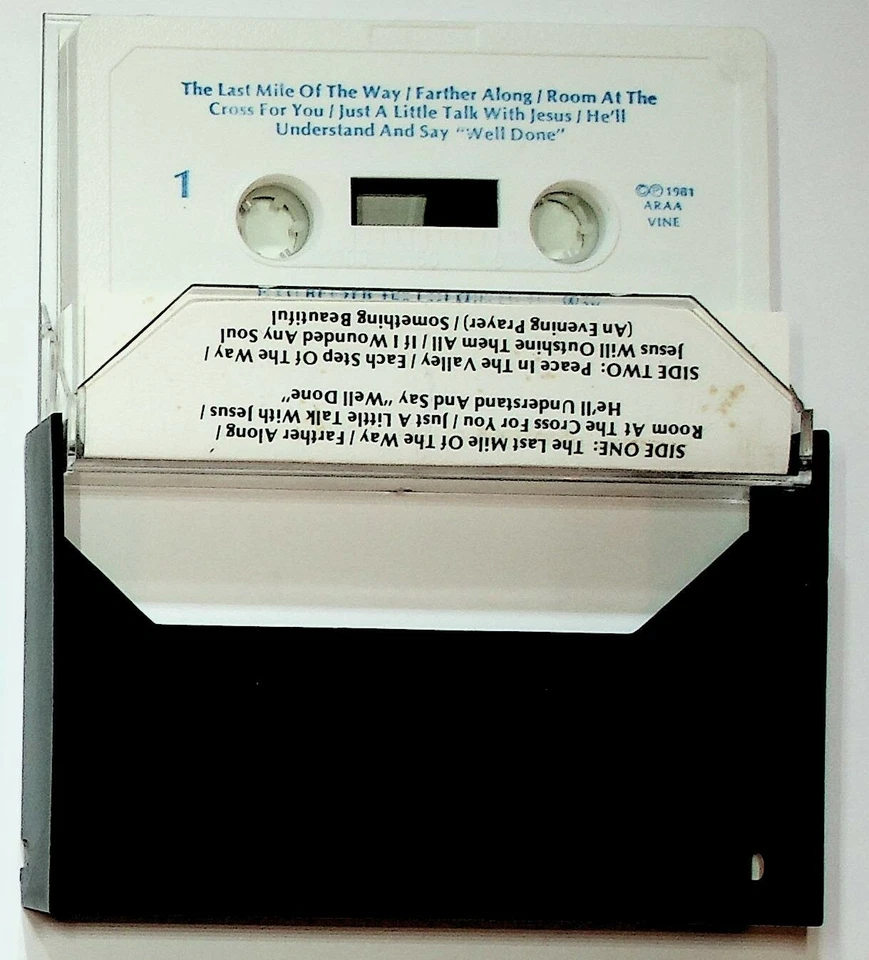 The Last Mile Of The Way / Farther Along / Room At The
Cross For You / Just A Little Talk With Jesus / He'll
Understand And Say "Well Done"
1
©℗ 1981
ARAA
VINE
SIDE ONE: The Last Mile Of The Way / Farther Along /
Room At The Cross For You / Just A Little Talk With Jesus /
He'll Understand And Say "Well Done"
SIDE TWO: Peace In The Valley / Each Step Of The Way /
Jesus Will Outshine Them All / If I Wounded Any Soul
(An Evening Prayer) / Something Beautiful